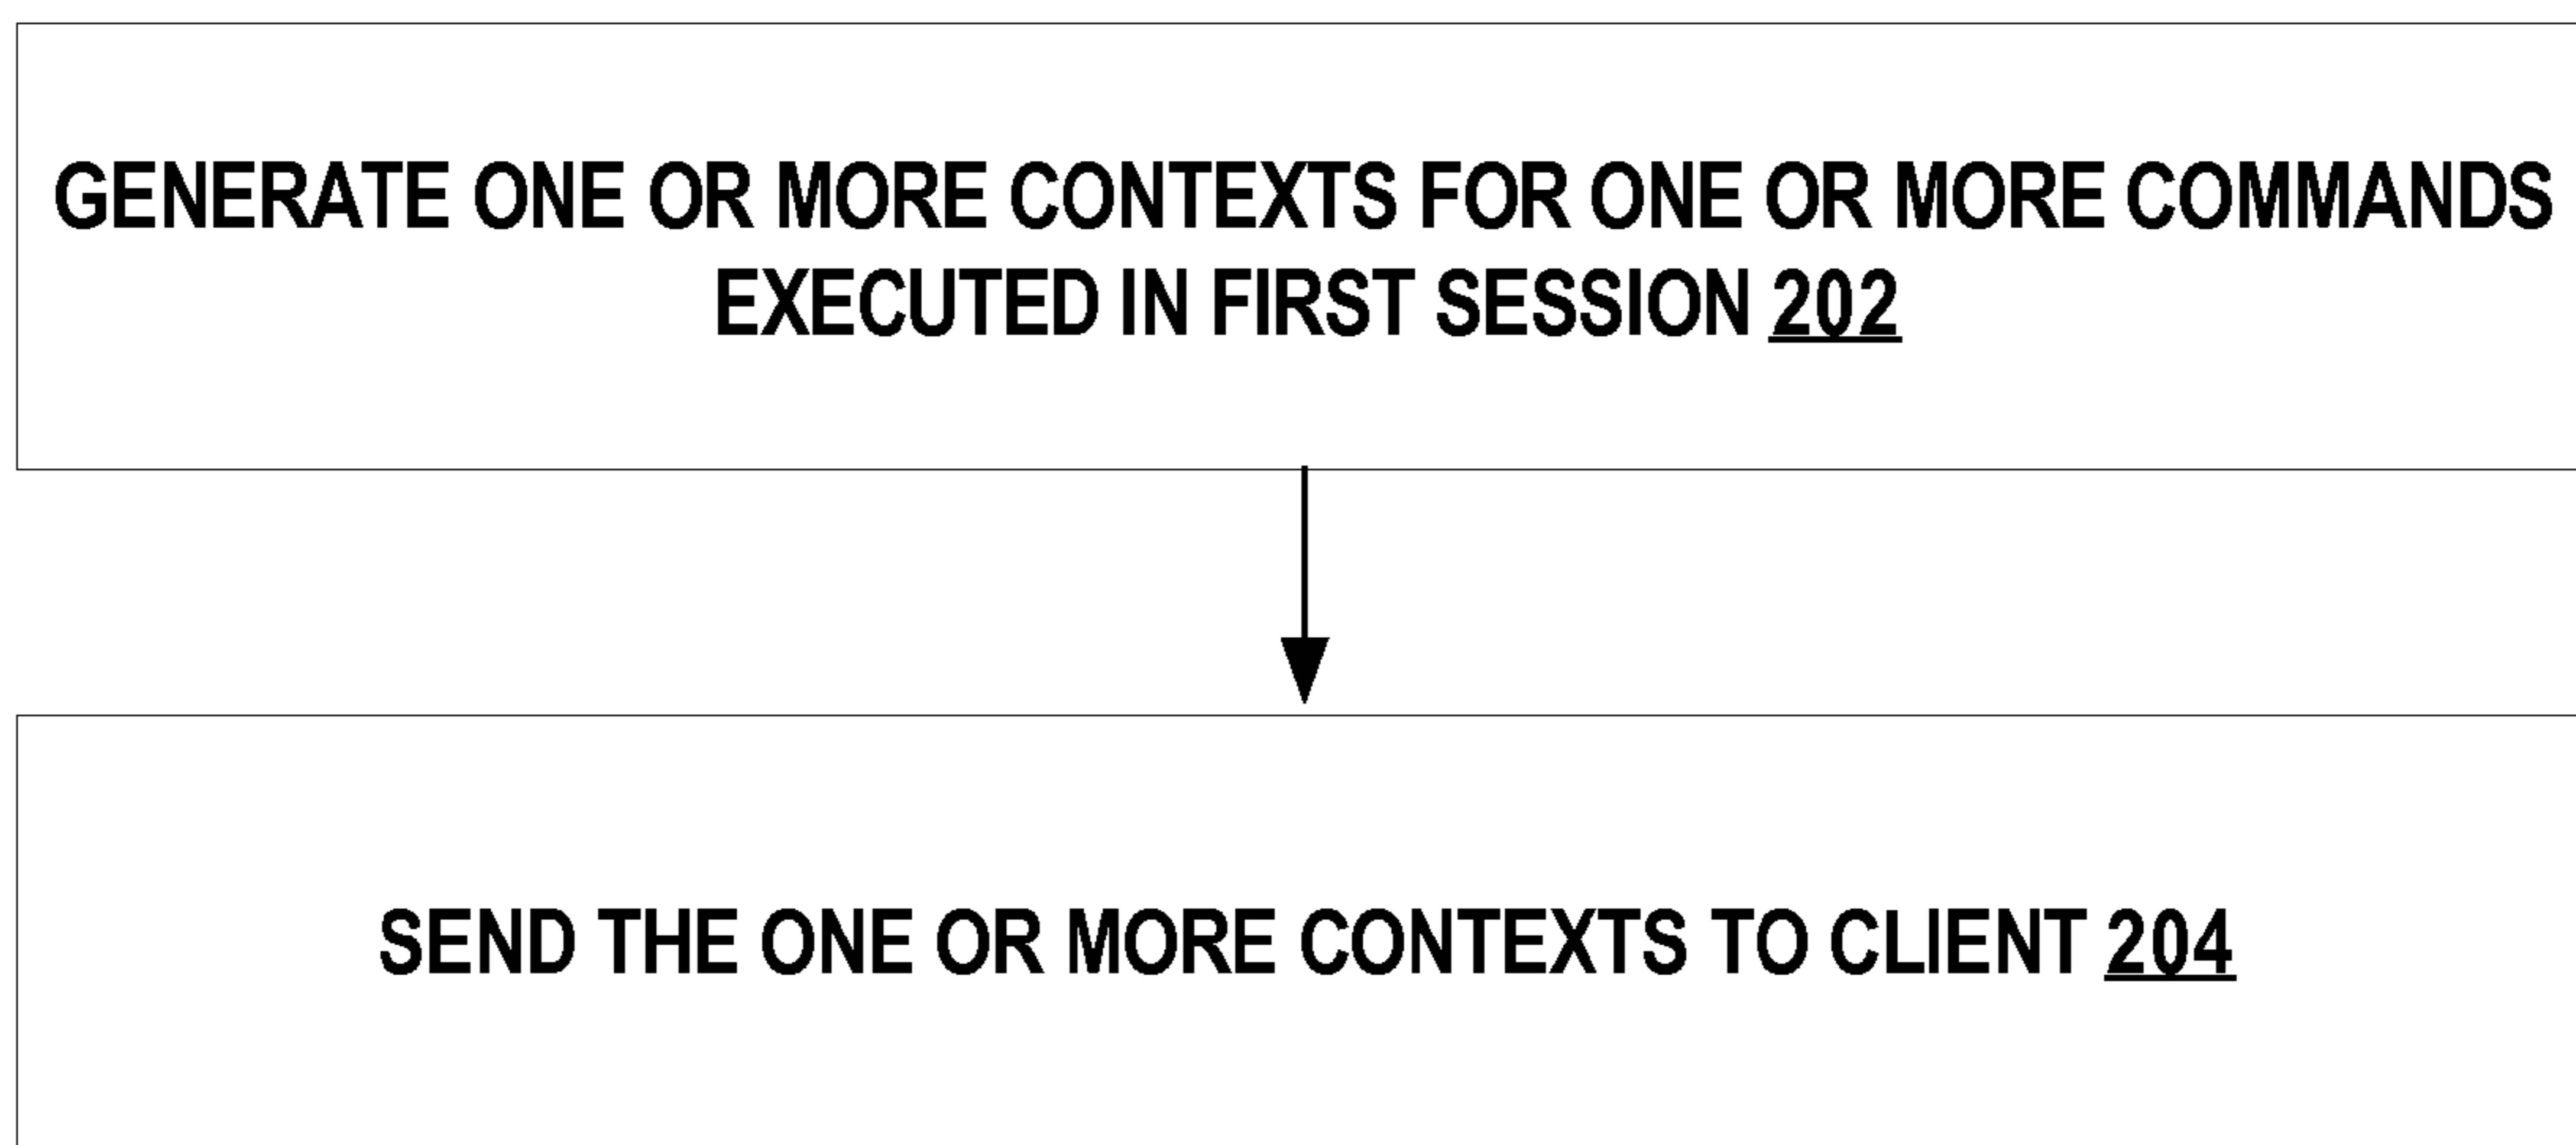 GENERATE ONE OR MORE CONTEXTS FOR ONE OR MORE COMMANDS
EXECUTED IN FIRST SESSION 202
SEND THE ONE OR MORE CONTEXTS TO CLIENT 204